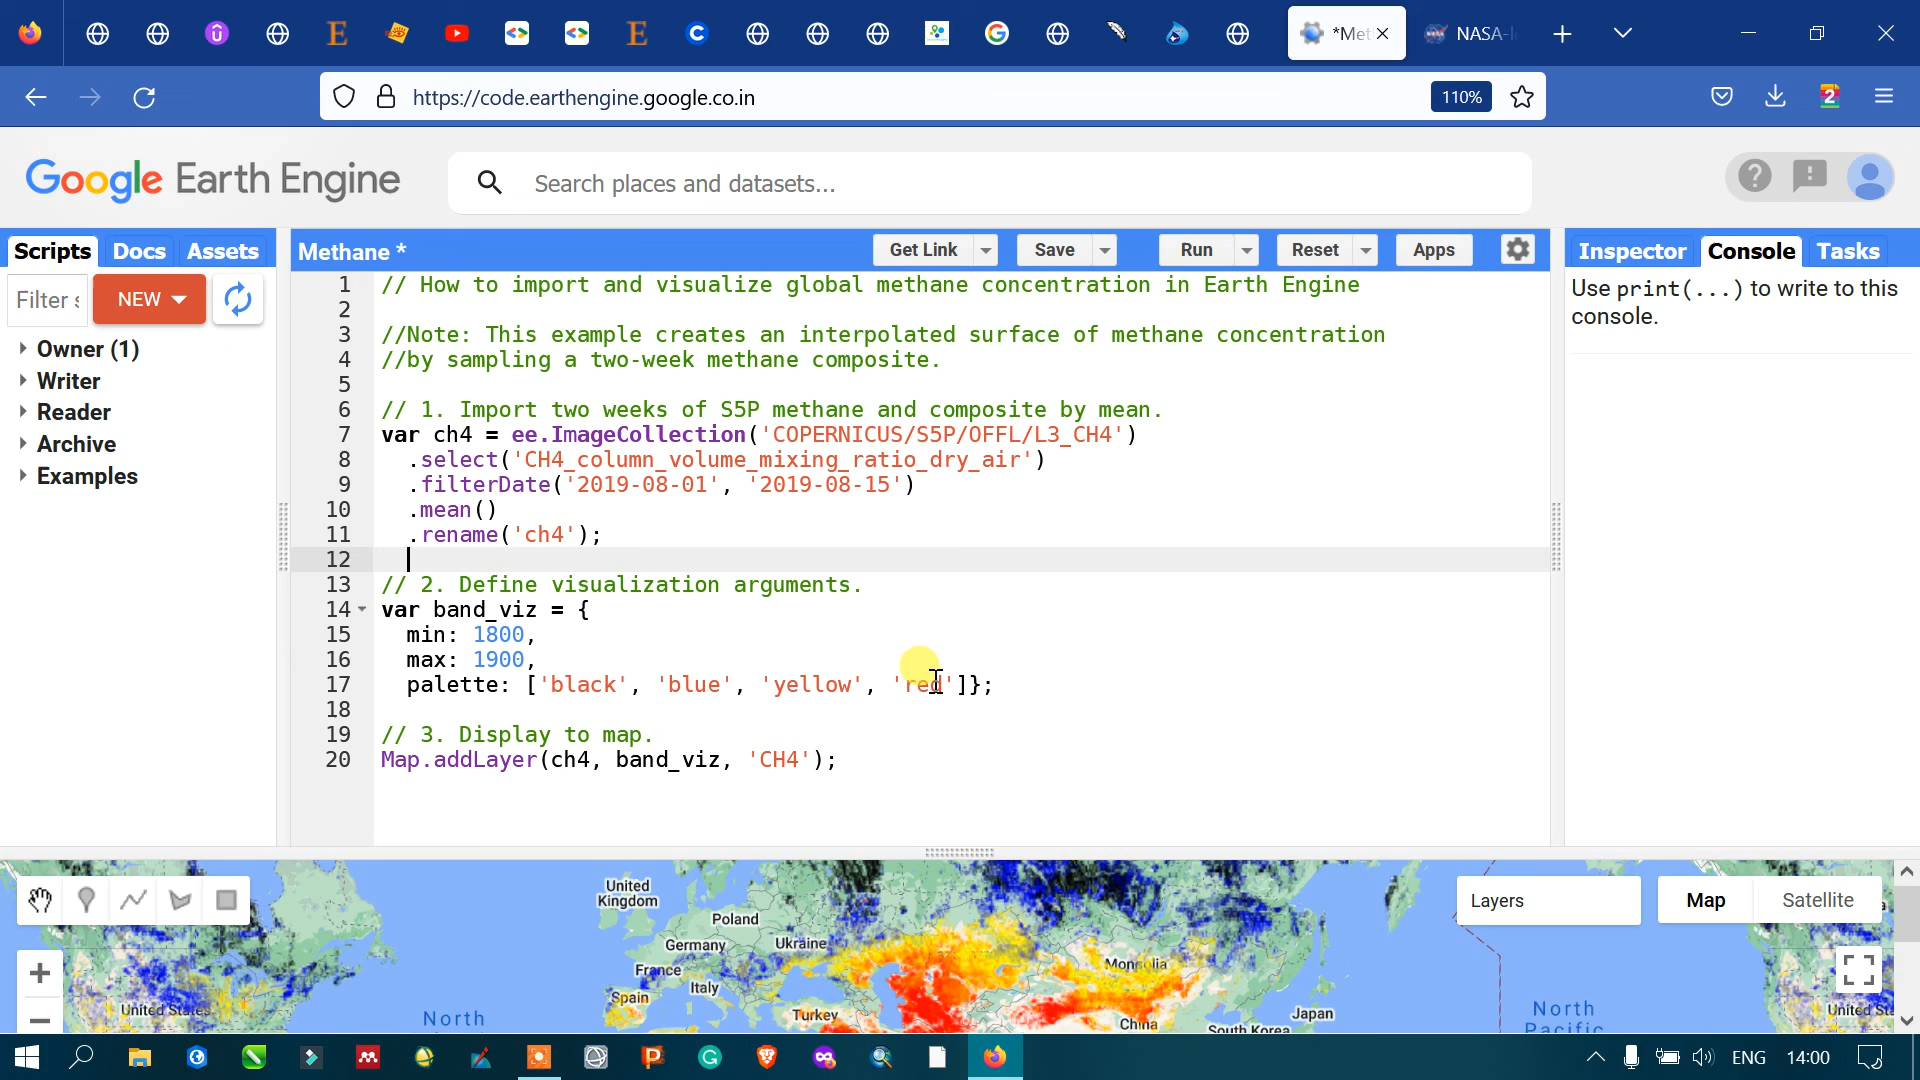 *Met
NASA-
https://code.earthengine.google.co.in
110%
2
Google Earth Engine
Search places and datasets...
Scripts
Docs
Assets
Methane *
Get Link
Save
Run
Reset
Apps
Inspector
Console
Tasks
Filter s
NEW
Owner (1)
Writer
Reader
Archive
Examples
1 // How to import and visualize global methane concentration in Earth Engine
2
3 //Note: This example creates an interpolated surface of methane concentration
4 //by sampling a two-week methane composite.
5
6 // 1. Import two weeks of S5P methane and composite by mean.
7 var ch4 = ee.ImageCollection('COPERNICUS/S5P/OFFL/L3_CH4')
8 .select('CH4_column_volume_mixing_ratio_dry_air')
9 .filterDate('2019-08-01', '2019-08-15')
10 .mean()
11 .rename('ch4');
12
13 // 2. Define visualization arguments.
14 var band_viz = {
15 min: 1800,
16 max: 1900,
17 palette: ['black', 'blue', 'yellow', 'red']};
18
19 // 3. Display to map.
20 Map.addLayer(ch4, band_viz, 'CH4');
Use print(...) to write to this
console.
United
Kingdom
Poland
Germany
Ukraine
France
Italy
Spain
Turkey
Mongolia
China
South Korea
Japan
United States
North
North
Pacific
United St
Layers
Map
Satellite
ENG
14:00